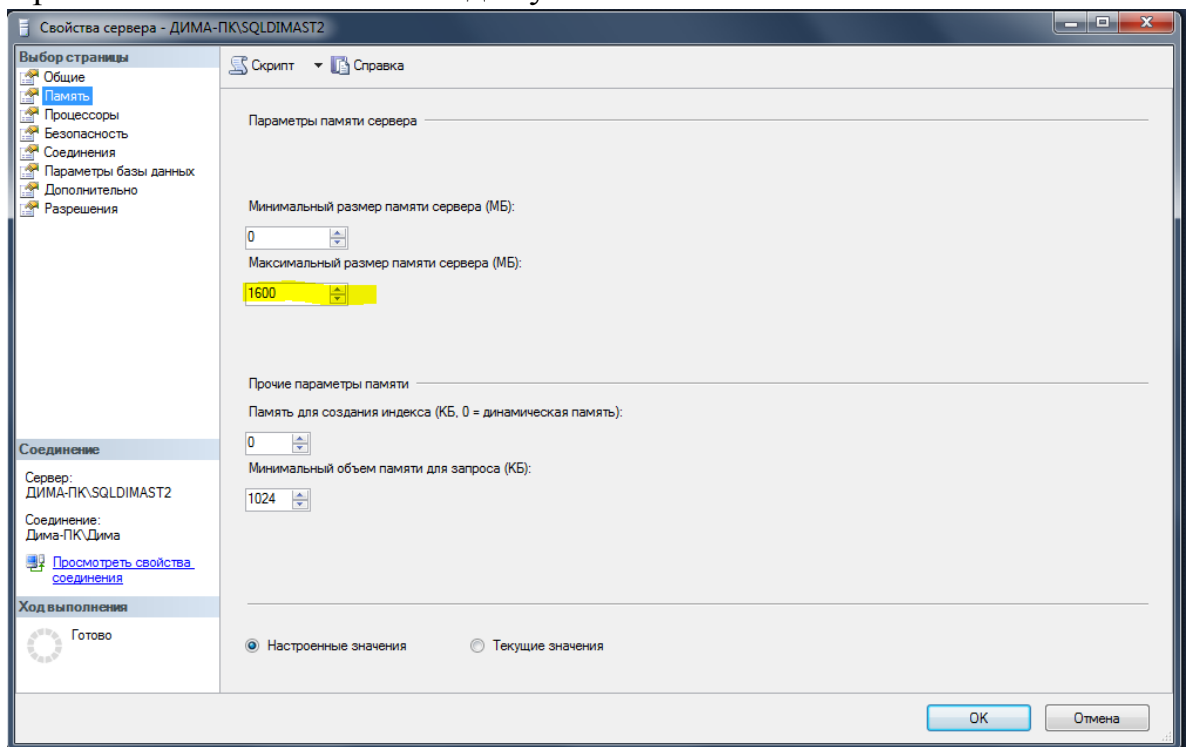 Свойства сервера - ДИМА-ПК\SQLDIMAST2
Выбор страницы
Общие
Память
Процессоры
Безопасность
Соединения
Параметры базы данных
Дополнительно
Разрешения
Скрипт
Справка
Параметры памяти сервера
Минимальный размер памяти сервера (МБ):
0
Максимальный размер памяти сервера (МБ):
1600
Прочие параметры памяти
Память для создания индекса (КБ, 0 = динамическая память):
0
Минимальный объем памяти для запроса (КБ):
1024
Соединение
Сервер:
ДИМА-ПК\SQLDIMAST2
Соединение:
Дима-ПК\Дима
Просмотреть свойства
соединения
Ход выполнения
Готово
Настроенные значения
Текущие значения
OK
Отмена